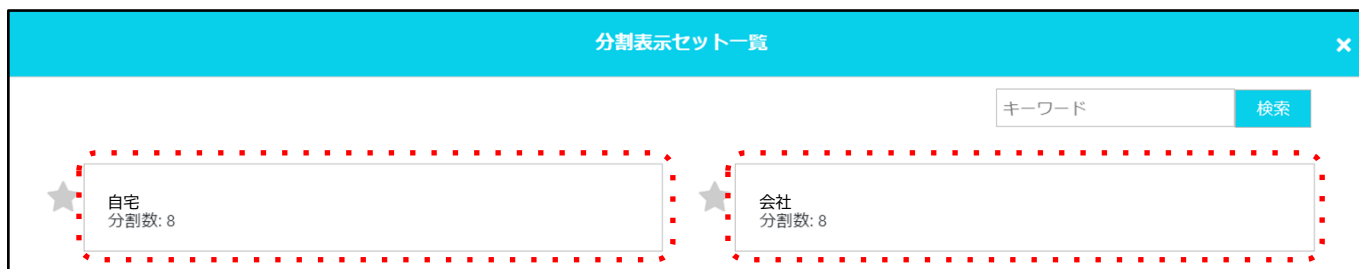 分割表示セット一覧
×
キーワード
検索
自宅
分割数: 8
会社
分割数: 8